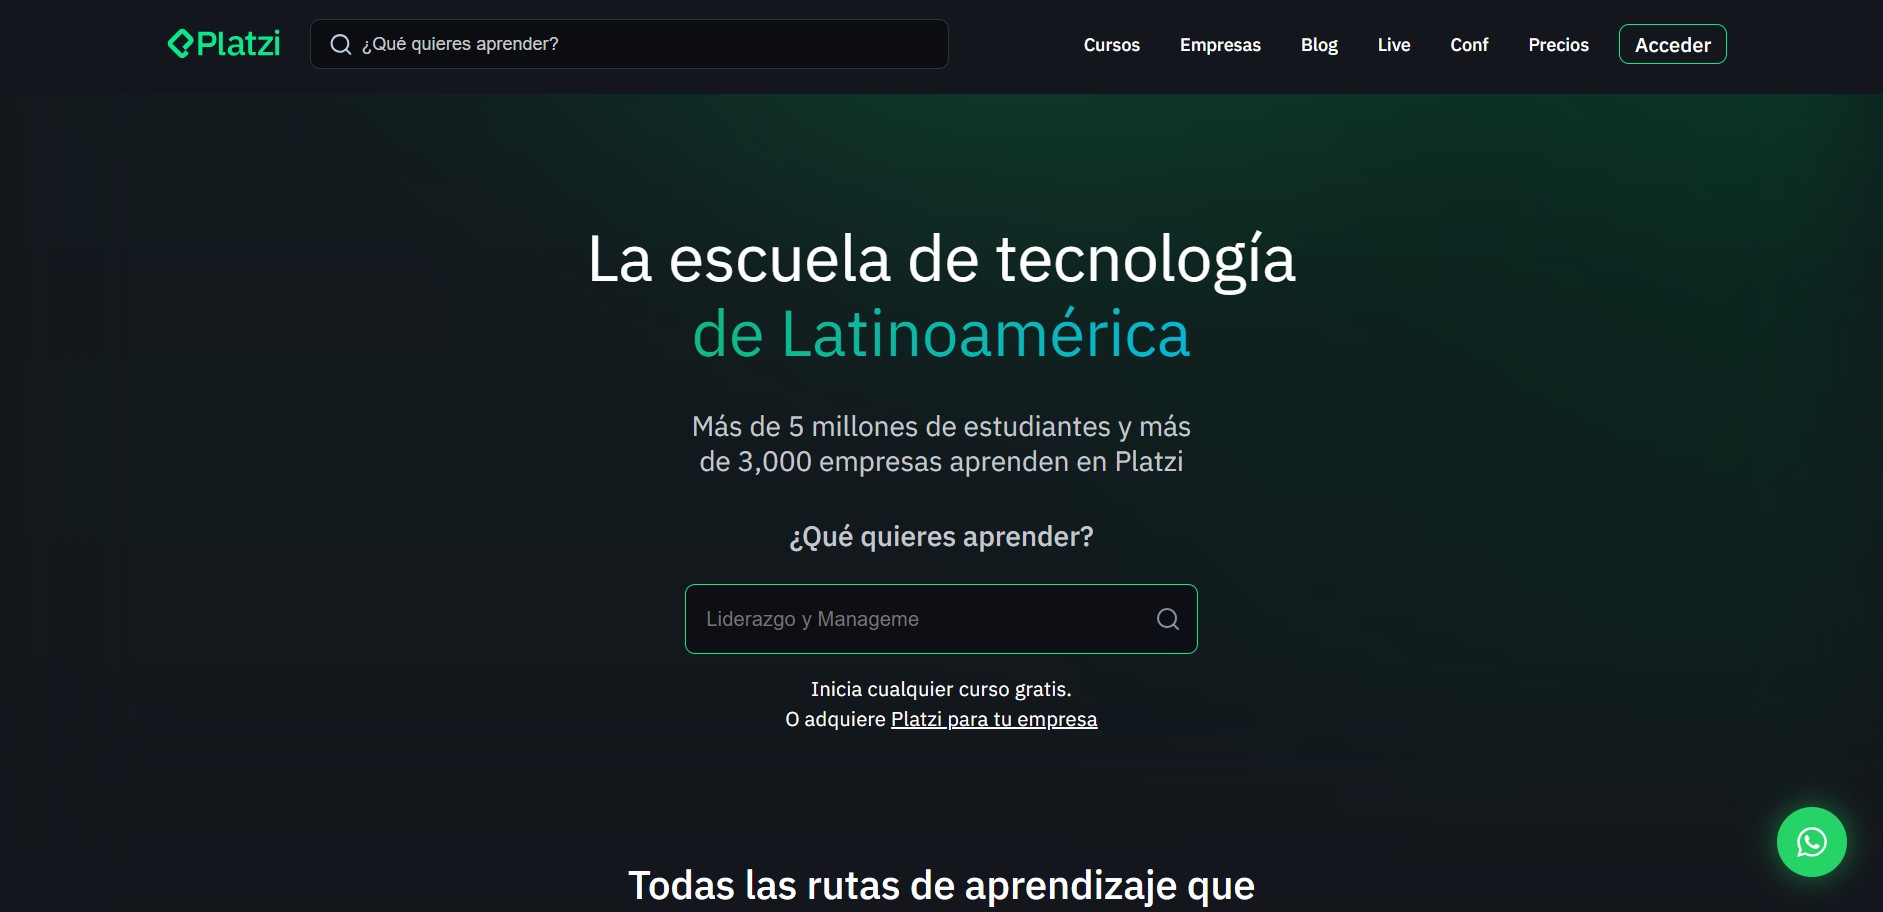 Platzi
¿Qué quieres aprender?
Cursos
Empresas
Blog
Live
Conf
Precios
Acceder
La escuela de tecnología
de Latinoamérica
Más de 5 millones de estudiantes y más
de 3,000 empresas aprenden en Platzi
¿Qué quieres aprender?
Liderazgo y Manageme
Inicia cualquier curso gratis.
O adquiere Platzi para tu empresa
Todas las rutas de aprendizaje que